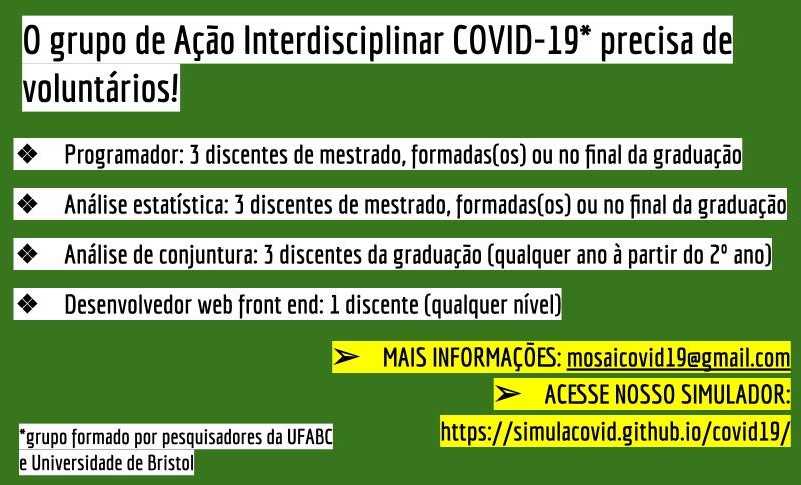 O grupo de Ação Interdisciplinar COVID-19* precisa de
voluntários!
❖ Programador: 3 discentes de mestrado, formadas(os) ou no final da graduação
❖ Análise estatística: 3 discentes de mestrado, formadas(os) ou no final da graduação
❖ Análise de conjuntura: 3 discentes da graduação (qualquer ano à partir do 2º ano)
❖ Desenvolvedor web front end: 1 discente (qualquer nível)
➢ MAIS INFORMAÇÕES: mosaicovid19@gmail.com
➢ ACESSE NOSSO SIMULADOR:
https://simulacovid.github.io/covid19/
*grupo formado por pesquisadores da UFABC
e Universidade de Bristol